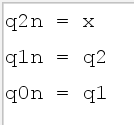 q2n = x
q1n = q2
q0n = q1